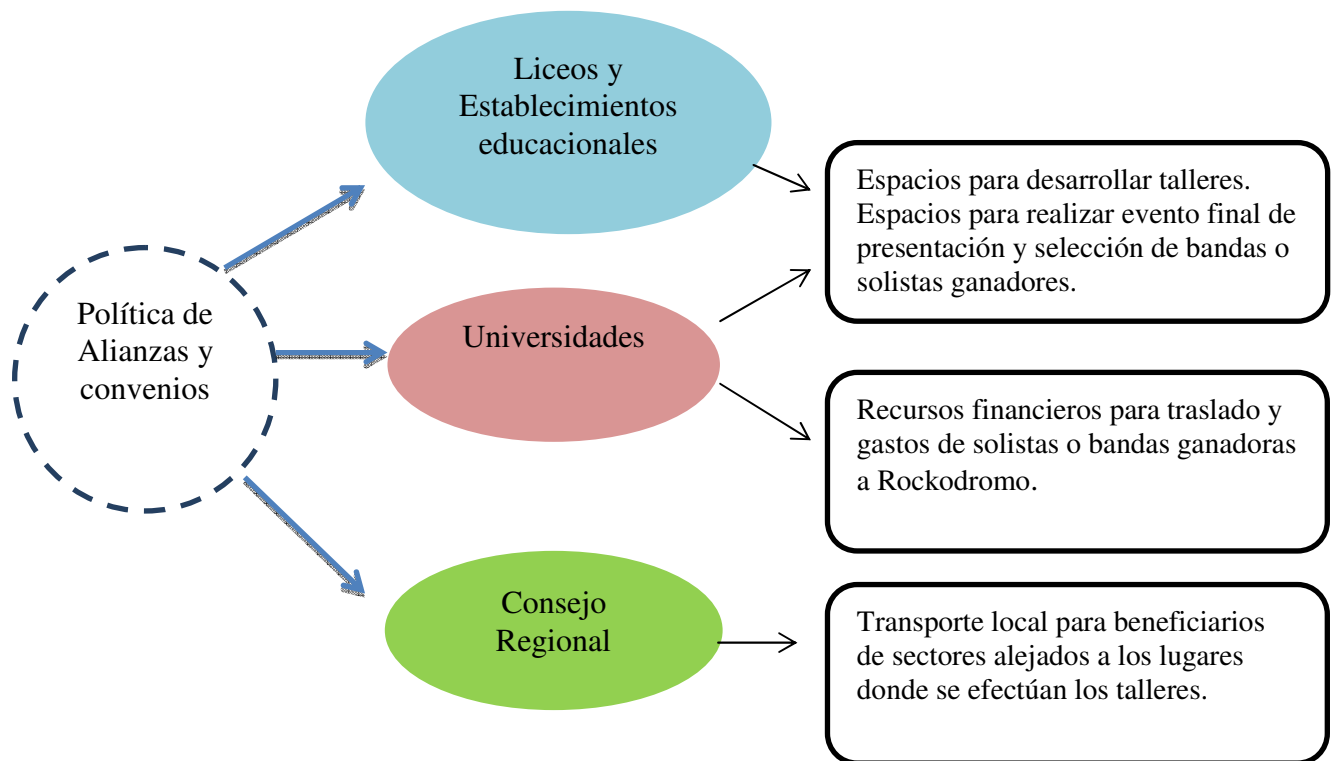 Liceos y
Establecimientos
educacionales
Espacios para desarrollar talleres.
Espacios para realizar evento final de
presentación y selección de bandas o
solistas ganadores.
Política de
Alianzas y
convenios
Universidades
Recursos financieros para traslado y
gastos de solistas o bandas ganadoras
a Rockodromo.
Consejo
Regional
Transporte local para beneficiarios
de sectores alejados a los lugares
donde se efectúan los talleres.